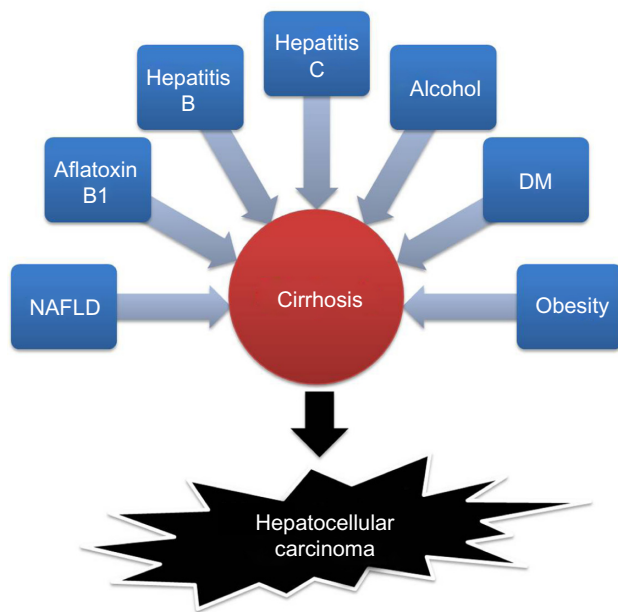 Hepatitis
C
Hepatitis
B
Alcohol
Aflatoxin
B1
DM
NAFLD
Cirrhosis
Obesity
Hepatocellular
carcinoma